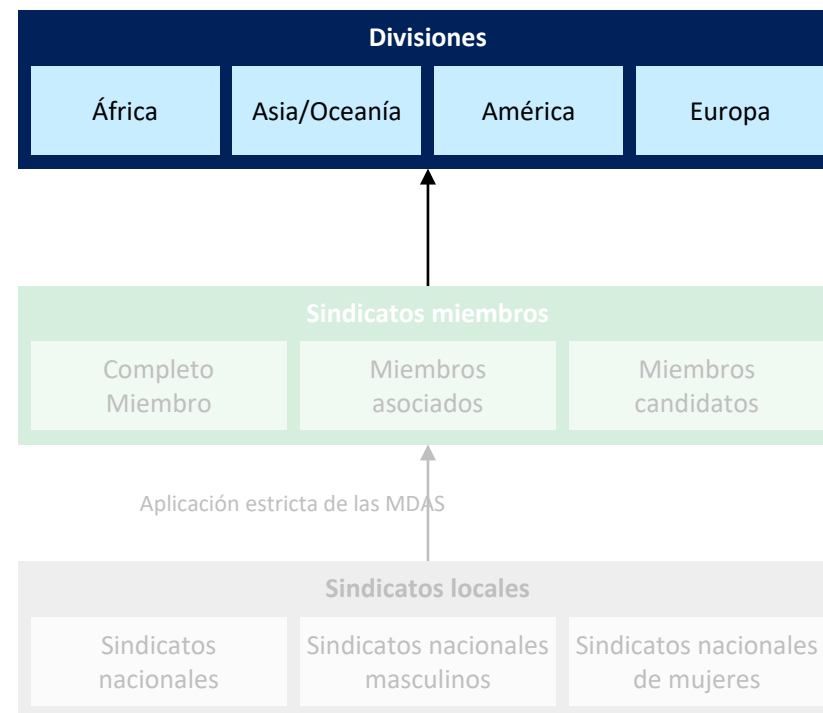 Divisiones
África
Asia/Oceanía
América
Europa
Sindicatos miembros
Completo
Miembro
Miembros
asociados
Miembros
candidatos
Aplicación estricta de las MDAS
Sindicatos locales
Sindicatos
nacionales
Sindicatos nacionales
masculinos
Sindicatos nacionales
de mujeres